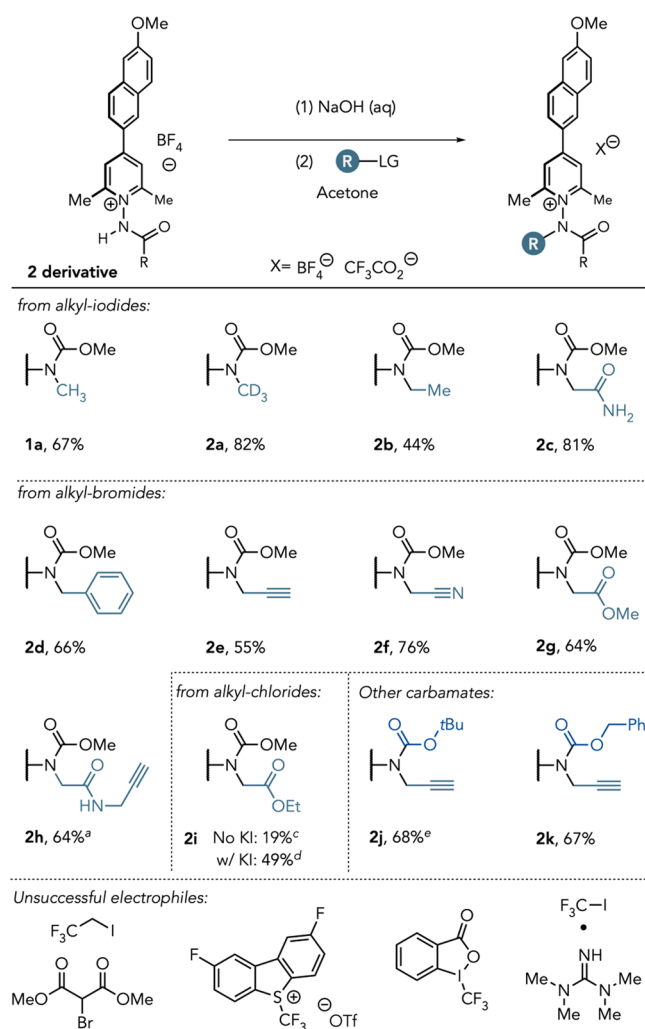 OMe
OMe
(1) NaOH (aq)
BF4 ⊖
(2) R—LG
X⊖
Acetone
Me N⊕ Me
Me N⊕ Me
H N O
R N O
R
R
2 derivative
X= BF4⊖ CF3CO2⊖
from alkyl-iodides:
O O O O
OMe OMe OMe OMe
N N N N O
CH3 CD3 Me NH2
1a, 67% 2a, 82% 2b, 44% 2c, 81%
from alkyl-bromides:
O O O O
OMe OMe OMe OMe
N N N N O
N OMe
2d, 66% 2e, 55% 2f, 76% 2g, 64%
from alkyl-chlorides: Other carbamates:
O O O tBu O
OMe OMe O O Ph
N O N O N N
HN OEt
2h, 64%a 2i No KI: 19%c 2j, 68%e 2k, 67%
w/ KI: 49%d
Unsuccessful electrophiles:
F3C I
F
O
F3C–I
•
F
O
I
NH
O O
MeO OMe
Br
S⊕
CF3
⊖OTf
CF3
Me N N Me
Me Me